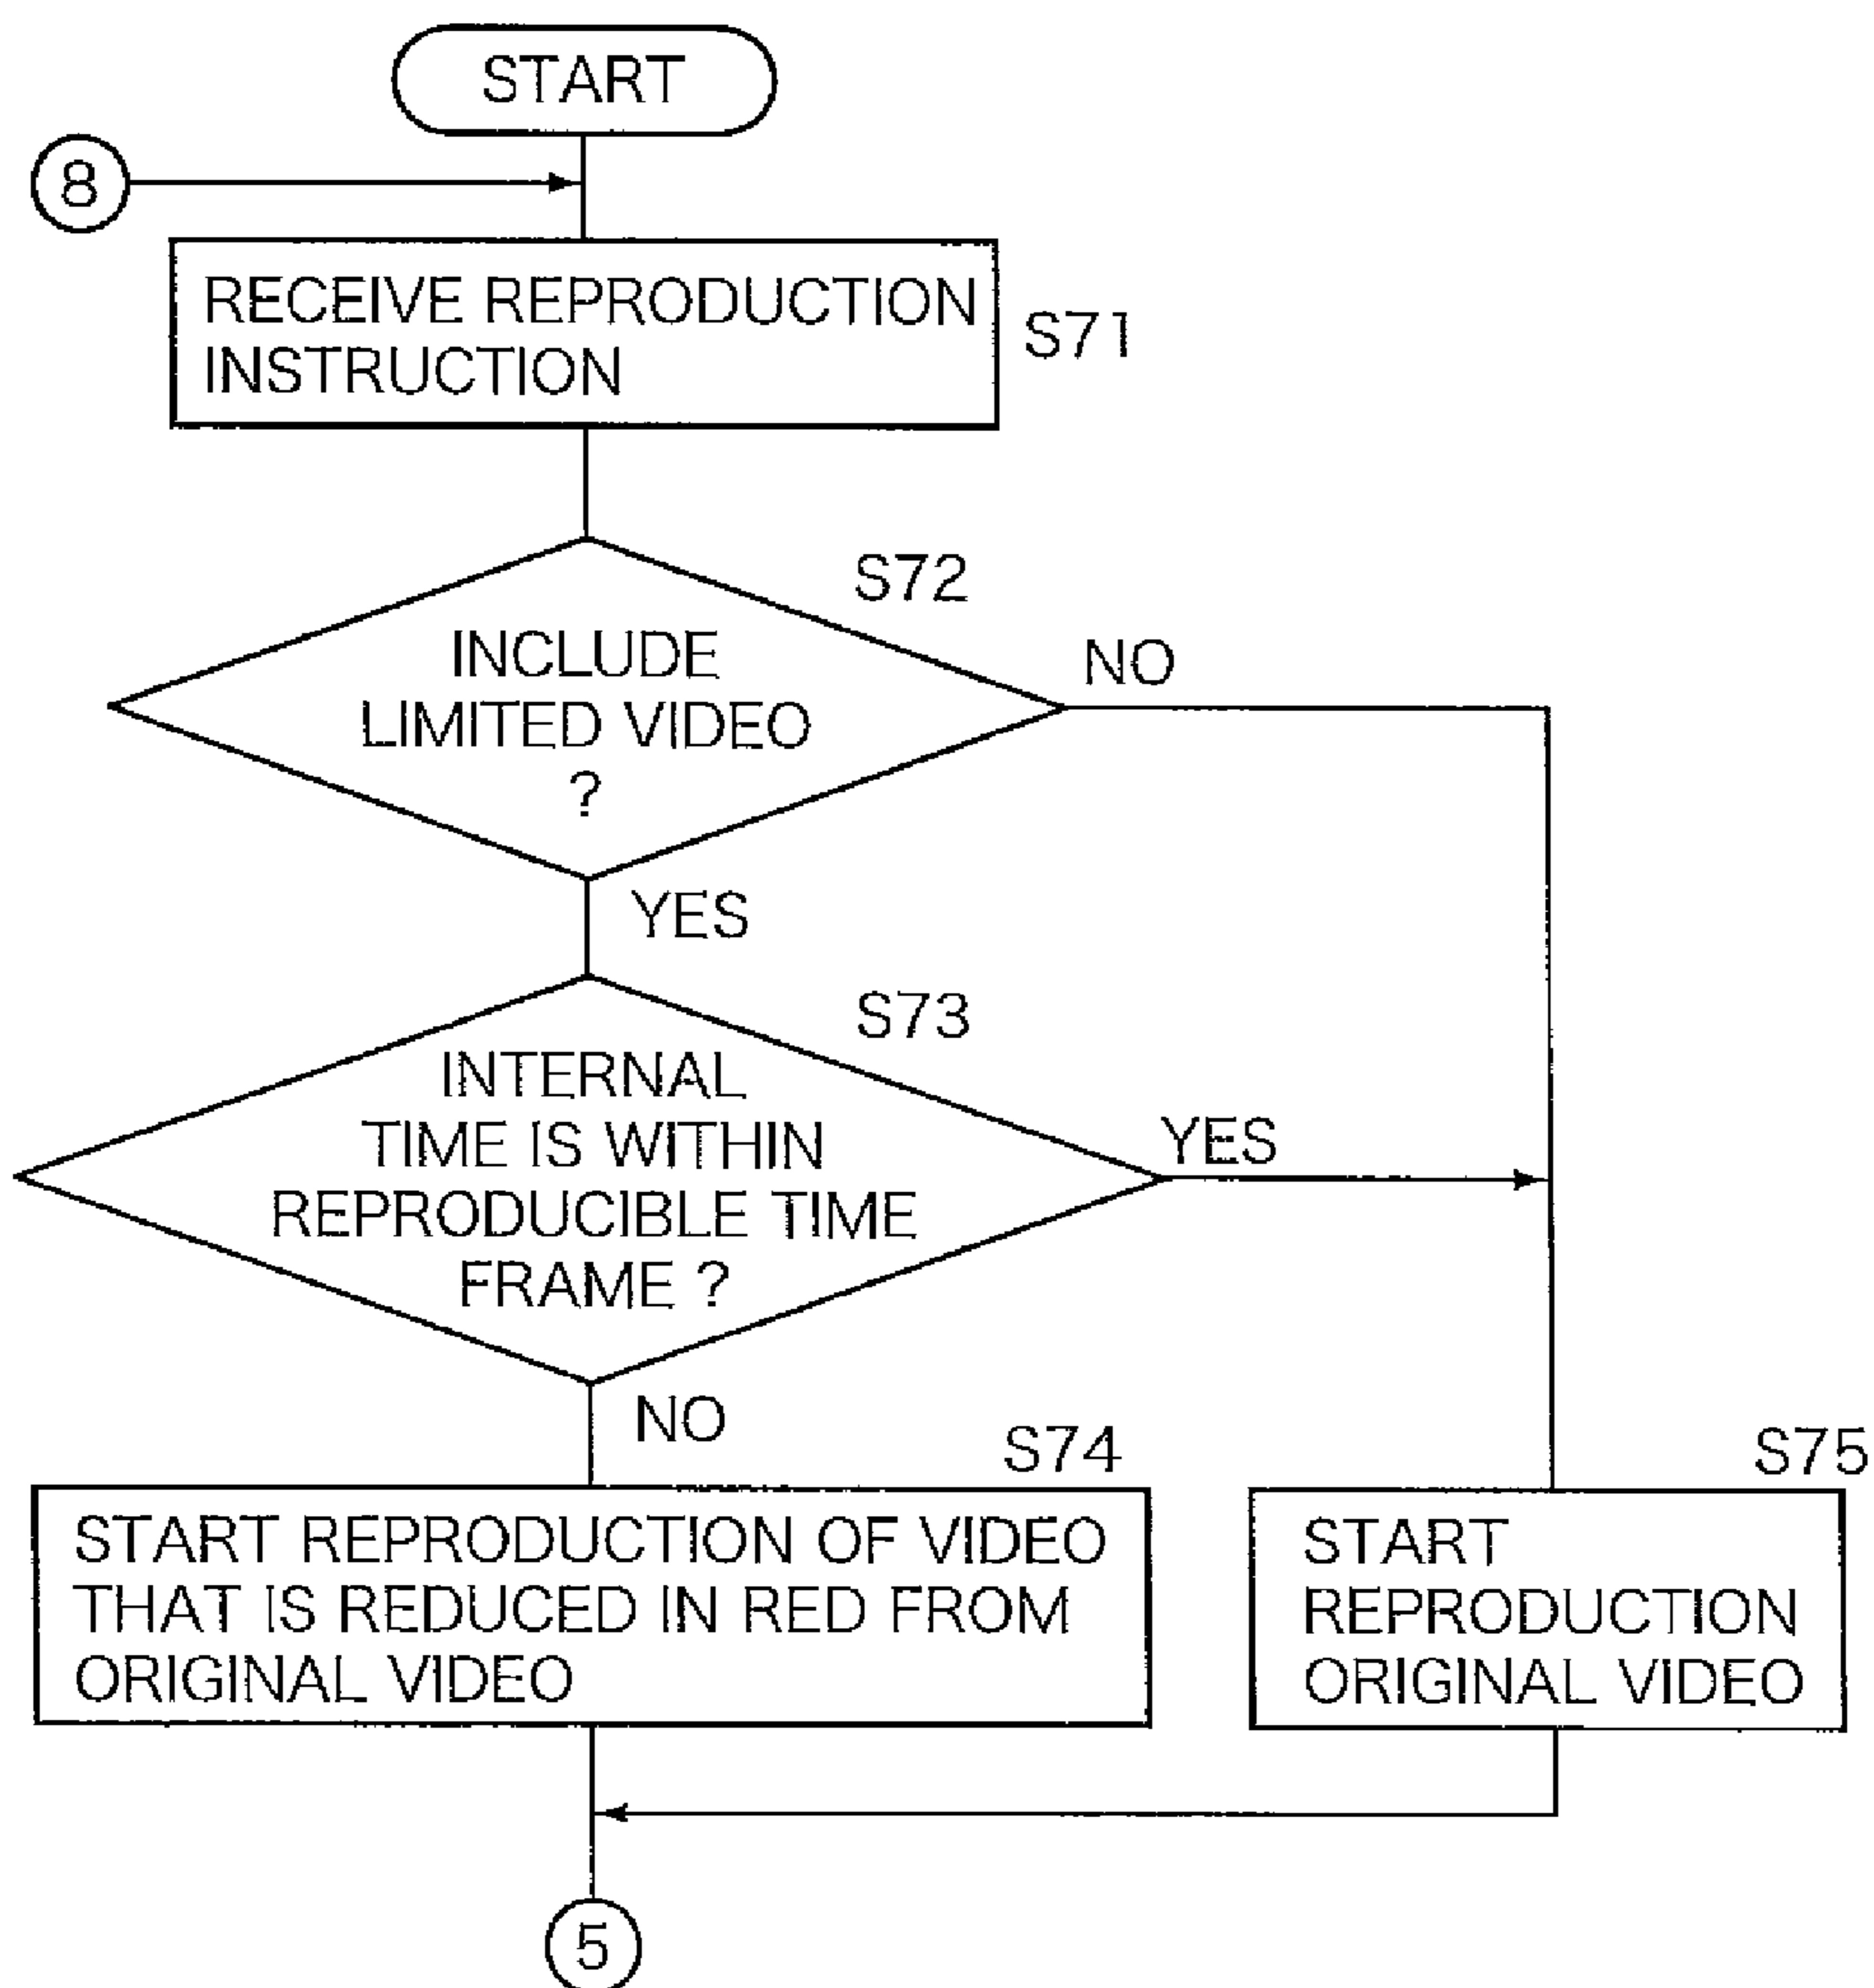 START
8
RECEIVE REPRODUCTION
INSTRUCTION
S71
S72
INCLUDE
LIMITED VIDEO
?
NO
YES
S73
INTERNAL
TIME IS WITHIN
REPRODUCIBLE TIME
FRAME ?
YES
NO
S74
START REPRODUCTION OF VIDEO
THAT IS REDUCED IN RED FROM
ORIGINAL VIDEO
S75
START
REPRODUCTION
ORIGINAL VIDEO
5